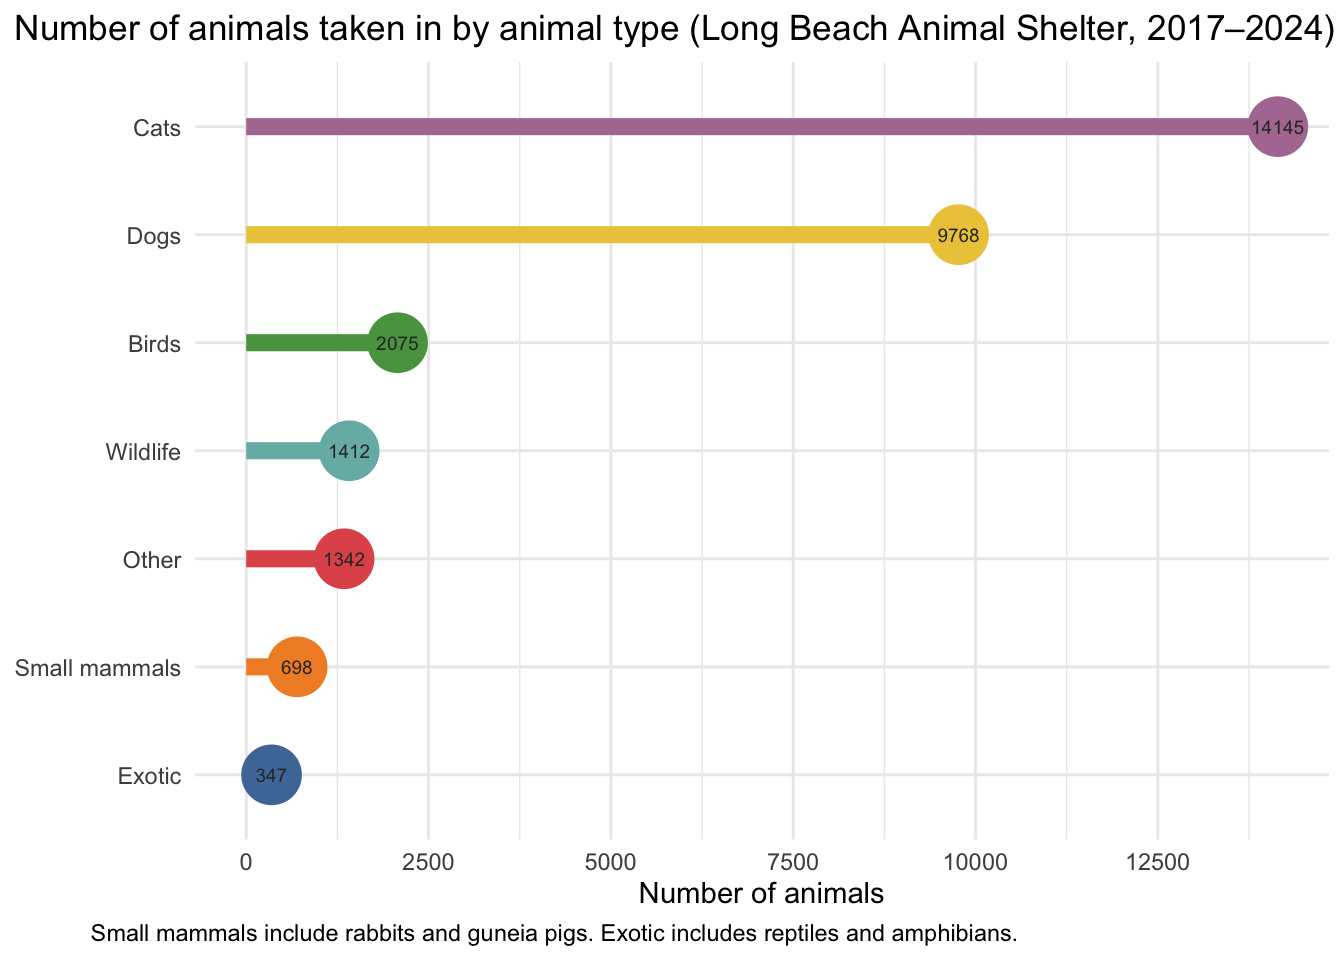 Number of animals taken in by animal type (Long Beach Animal Shelter, 2017–2024)
Cats
14145
Dogs
9768
Birds
2075
Wildlife
1412
Other
1342
Small mammals
698
Exotic
347
0 2500 5000 7500 10000 12500
Number of animals
Small mammals include rabbits and guneia pigs. Exotic includes reptiles and amphibians.